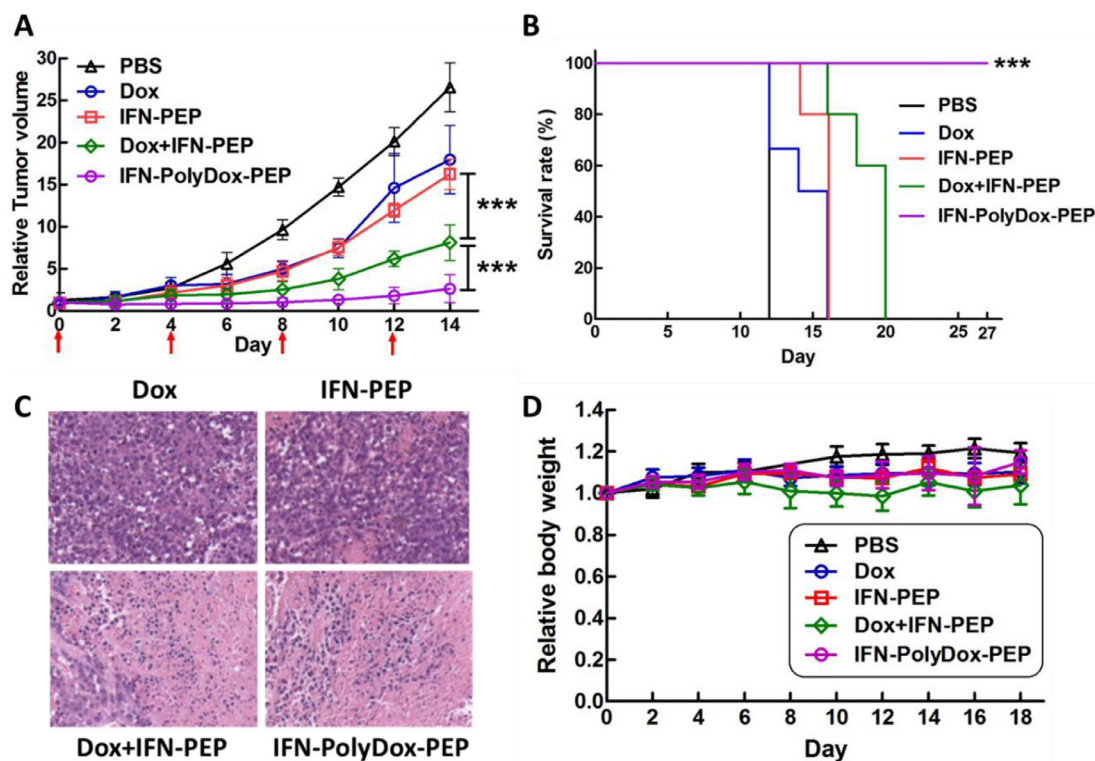 A
Relative Tumor volume
30
25
20
15
10
5
0
PBS
Dox
IFN-PEP
Dox+IFN-PEP
IFN-PolyDox-PEP
***
***
0 2 4 6 8 10 12 14
Day
B
Survival rate (%)
100
80
60
40
20
0
***
PBS
Dox
IFN-PEP
Dox+IFN-PEP
IFN-PolyDox-PEP
0 5 10 15 20 25 27
Day
C
Dox IFN-PEP
Dox+IFN-PEP IFN-PolyDox-PEP
D
Relative body weight
1.4
1.2
1.0
0.8
0.6
0.4
0.2
0.0
PBS
Dox
IFN-PEP
Dox+IFN-PEP
IFN-PolyDox-PEP
0 2 4 6 8 10 12 14 16 18
Day